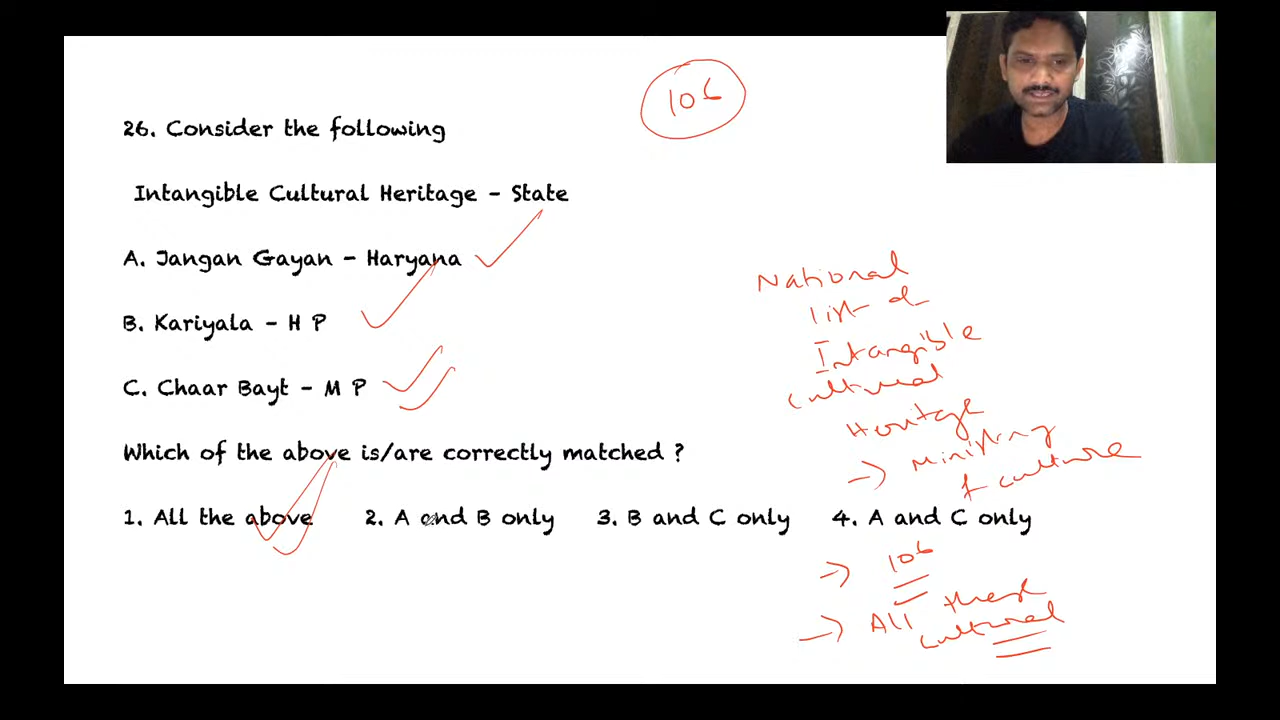 106
26. Consider the following
Intangible Cultural Heritage - State
A. Jangan Gayan - Haryana
B. Kariyala - H P
C. Chaar Bayt - M P
Which of the above is/are correctly matched ?
1. All the above 2. A and B only 3. B and C only 4. A and C only
National
list of
Intangible
cultural
Heritage
→ Ministry
of culture
→ 106
→ All these
cultural